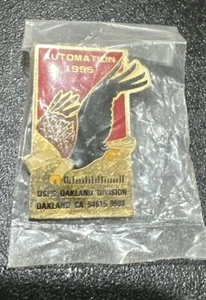 AUTOMATION
1995
USPS OAKLAND DIVISION
OAKLAND CA 94615-9998